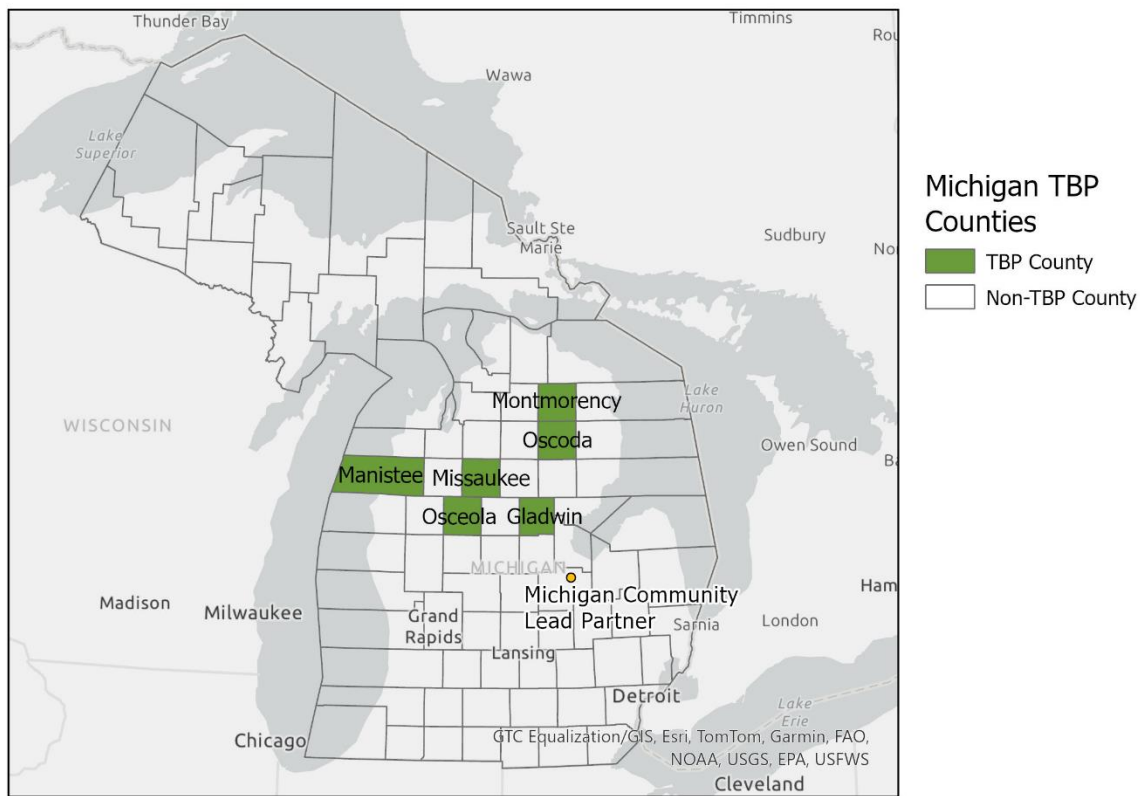 Thunder Bay
Timmins
Rou
Wawa
Lake
Superior
Sault Ste
Marie
Sudbury
Nor
Michigan TBP
Counties
TBP County
Non-TBP County
Lake
Huron
Montmorency
WISCONSIN
Oscoda
Owen Sound
Ba
Manistee
Missaukee
Osceola
Gladwin
MICHIGAN
Ham
Michigan Community
Lead Partner
Madison
Milwaukee
Grand
Rapids
Sarnia
London
Lansing
Detroit
Lake
Erie
Chicago
GTC Equalization/GIS, Esri, TomTom, Garmin, FAO,
NOAA, USGS, EPA, USFWS
Cleveland